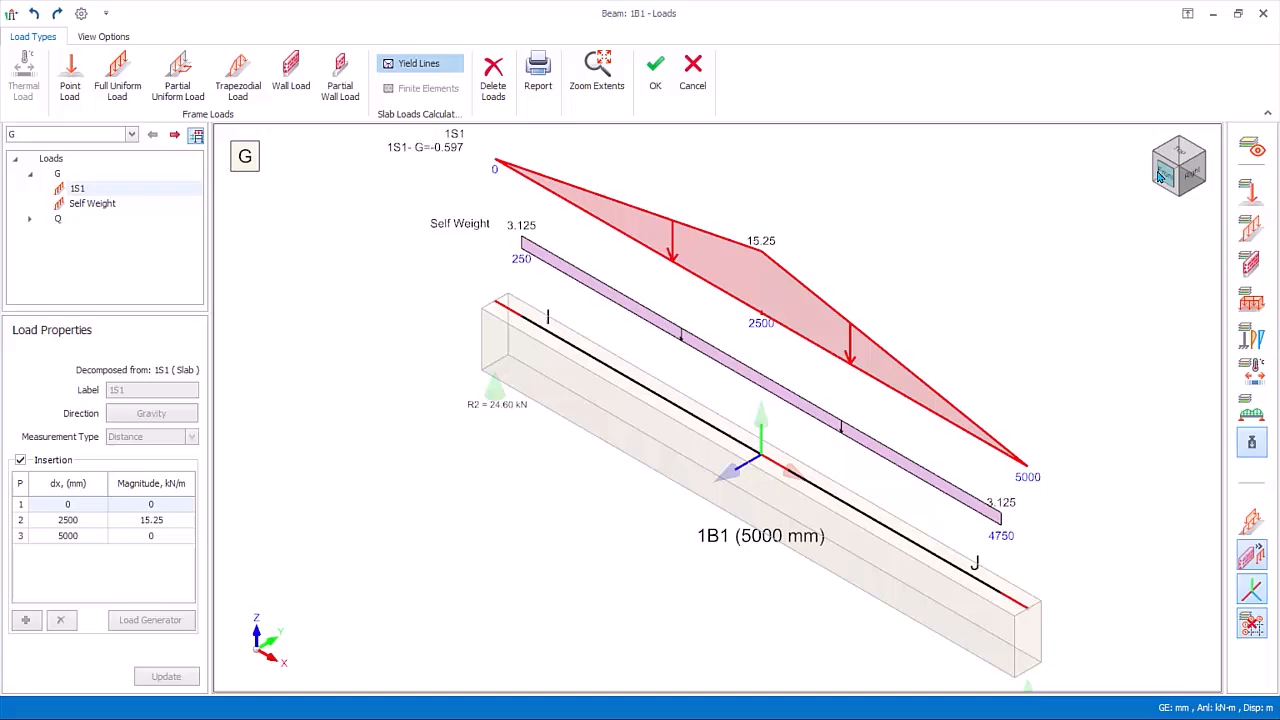 Beam: 1B1 - Loads
Load Types
View Options
Thermal Load
Point Load
Full Uniform Load
Partial Uniform Load
Trapezodial Load
Wall Load
Partial Wall Load
Yield Lines
Finite Elements
Delete Loads
Report
Zoom Extents
OK
Cancel
Frame Loads
Slab Loads Calculat...
G
Loads
G
1S1
Self Weight
Q
Load Properties
Decomposed from: 1S1 ( Slab )
Label 1S1
Direction Gravity
Measurement Type Distance
Insertion
P dx, (mm) Magnitude, kN/m
1 0 0
2 2500 15.25
3 5000 0
Load Generator
Update
G
1S1
1S1- G=-0.597
0
Self Weight 3.125
250
15.25
2500
I
R2 = 24.60 kN
5000
3.125
4750
1B1 (5000 mm)
J
Z
Y
X
Top
Right
GE: mm , Anl: kN-m , Disp: m